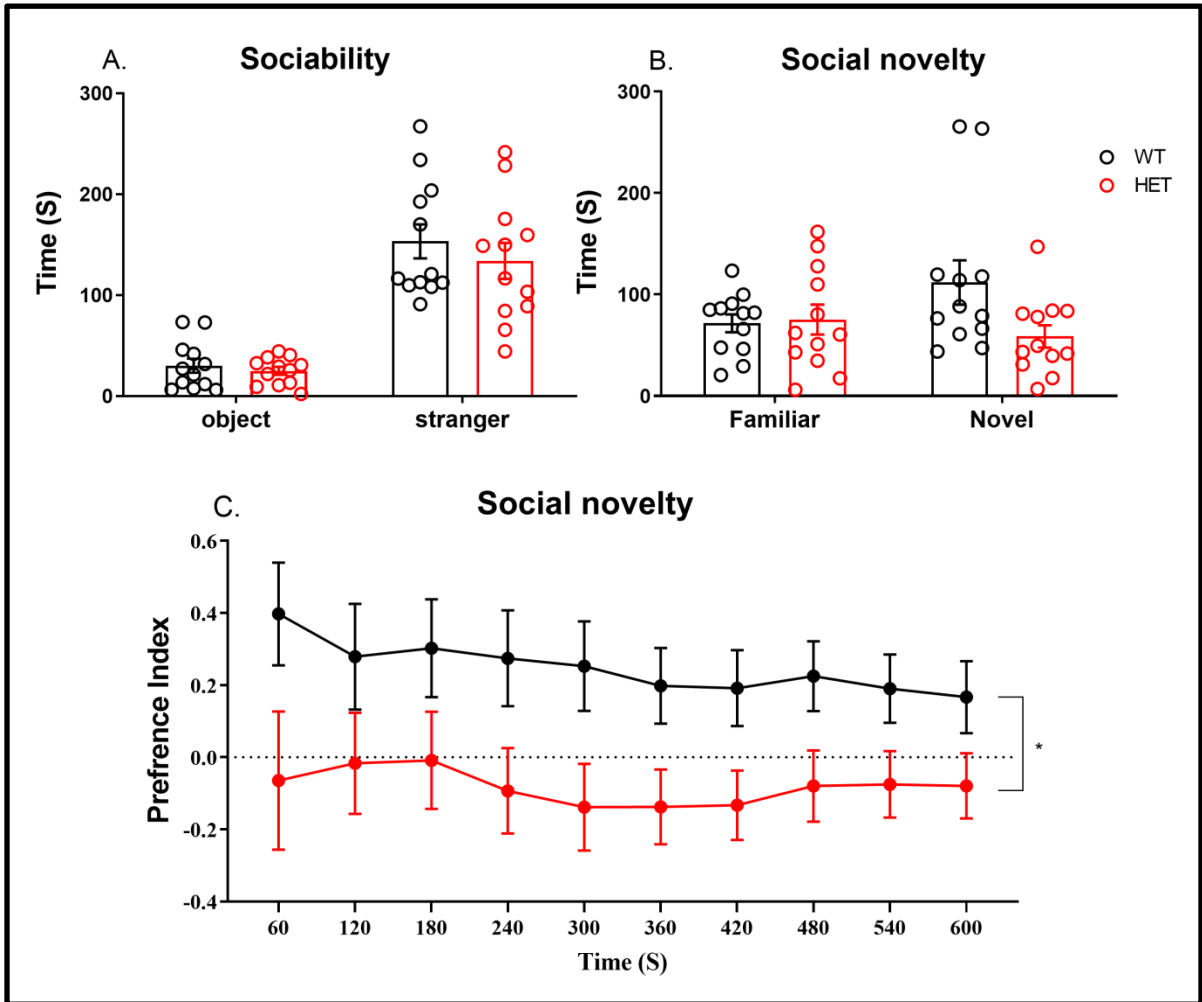 A. Sociability
300
200
100
0
Time (S)
object stranger
B. Social novelty
300
200
100
0
Time (S)
Familiar Novel
WT
HET
C. Social novelty
0.6
0.4
0.2
0.0
-0.2
-0.4
Prefrence Index
*
60 120 180 240 300 360 420 480 540 600
Time (S)